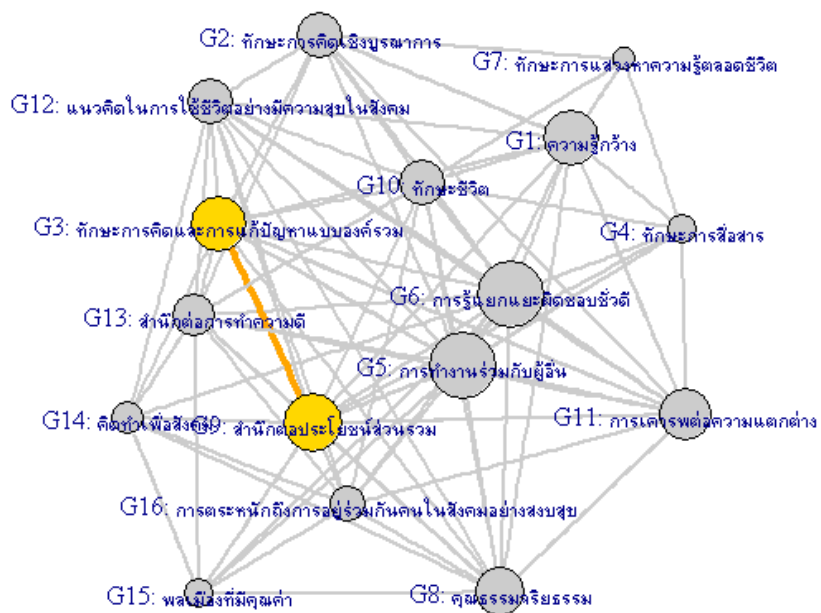 G2: ทักษะการคิดเชิงบูรณาการ
G7: ทักษะการแสวงหาความรู้ตลอดชีวิต
G12: แนวคิดในการใช้ชีวิตอย่างมีความสุขในสังคม
G1: ความรู้กว้าง
G10: ทักษะชีวิต
G3: ทักษะการคิดและการแก้ปัญหาแบบองค์รวม
G4: ทักษะการสื่อสาร
G6: การรู้แยกแยะผิดชอบชั่วดี
G13: สำนึกต่อการทำความดี
G5: การทำงานร่วมกับผู้อื่น
G14: คิดทำเพื่อสังคม
G9: สำนึกต่อประโยชน์ส่วนรวม
G11: การเคารพต่อความแตกต่าง
G16: การตระหนักถึงการอยู่ร่วมกันคนในสังคมอย่างสงบสุข
G15: พลเมืองที่มีคุณค่า
G8: คุณธรรมจริยธรรม